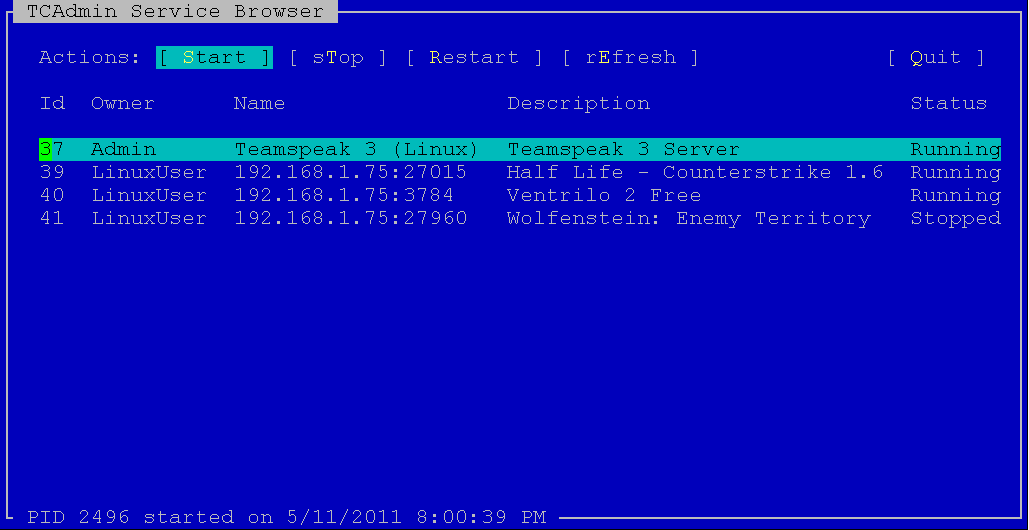 TCAdmin Service Browser
Actions: [ Start ] [ sTop ] [ Restart ] [ rEfresh ] [ Quit ]
Id Owner Name Description Status
37 Admin Teamspeak 3 (Linux) Teamspeak 3 Server Running
39 LinuxUser 192.168.1.75:27015 Half Life - Counterstrike 1.6 Running
40 LinuxUser 192.168.1.75:3784 Ventrilo 2 Free Running
41 LinuxUser 192.168.1.75:27960 Wolfenstein: Enemy Territory Stopped
PID 2496 started on 5/11/2011 8:00:39 PM